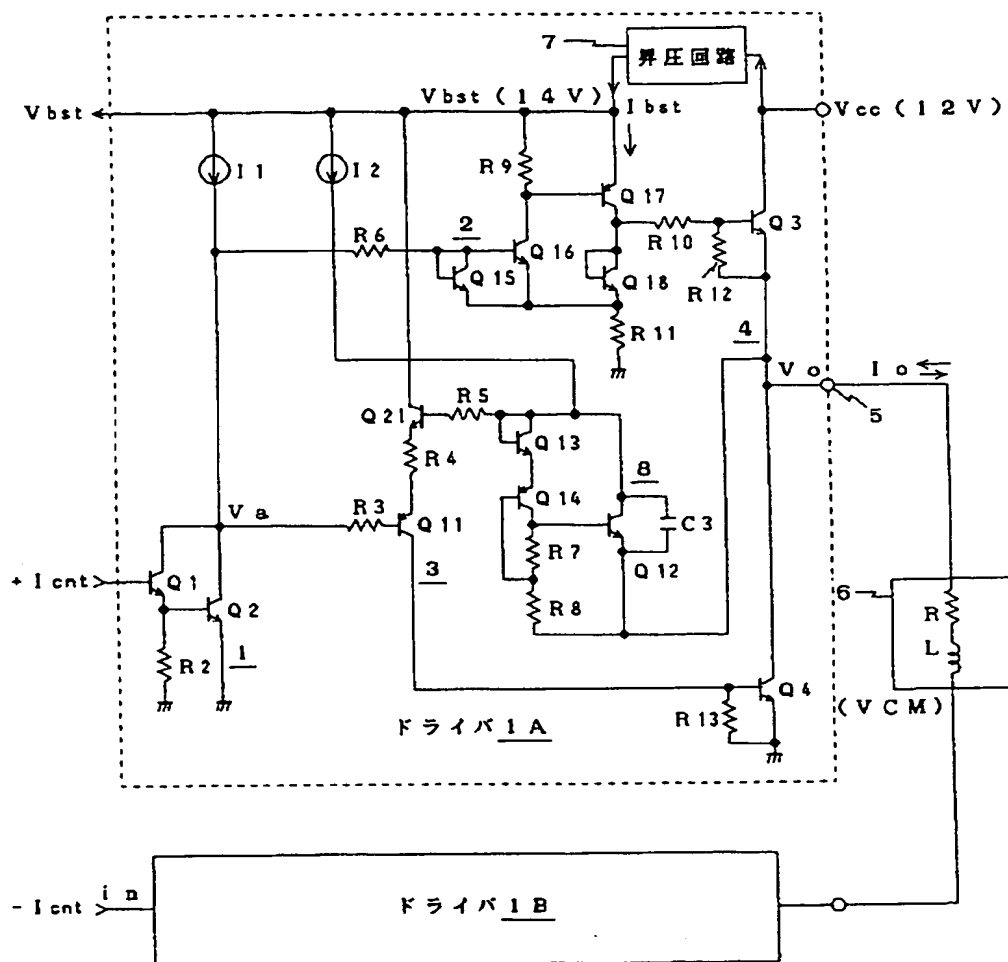 7
昇圧回路
Vbst
Vbst(14V)
Ibst
Vcc(12V)
I1
I2
R9
Q17
R6
2
Q16
R10
Q3
Q15
Q18
R12
R11
4
Vo
Io
5
R5
Q21
Q13
R4
8
Q14
Va
R3
Q11
C3
R7
Q12
+Icnt
Q1
3
Q2
R8
6
R
L
R2
1
Q4
(VCM)
R13
ドライバ1A
-Icnt
in
ドライバ1B